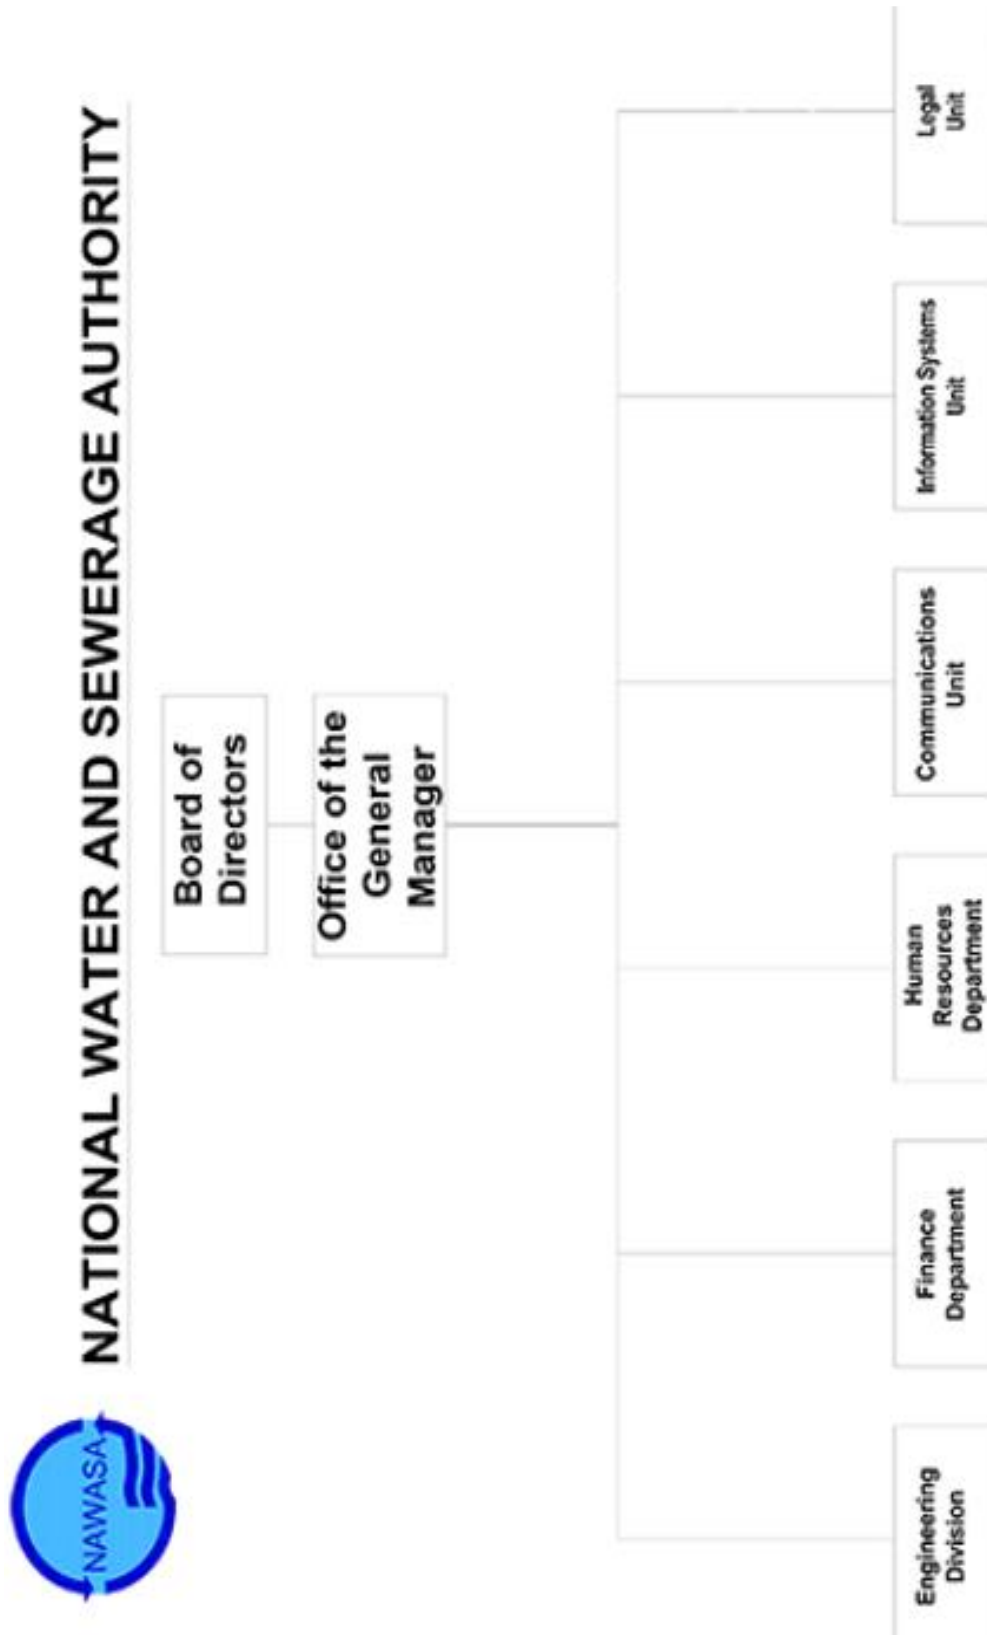 NAWASA
NATIONAL WATER AND SEWERAGE AUTHORITY
Board of
Directors
Office of the
General
Manager
Engineering
Division
Finance
Department
Human
Resources
Department
Communications
Unit
Information Systems
Unit
Legal
Unit